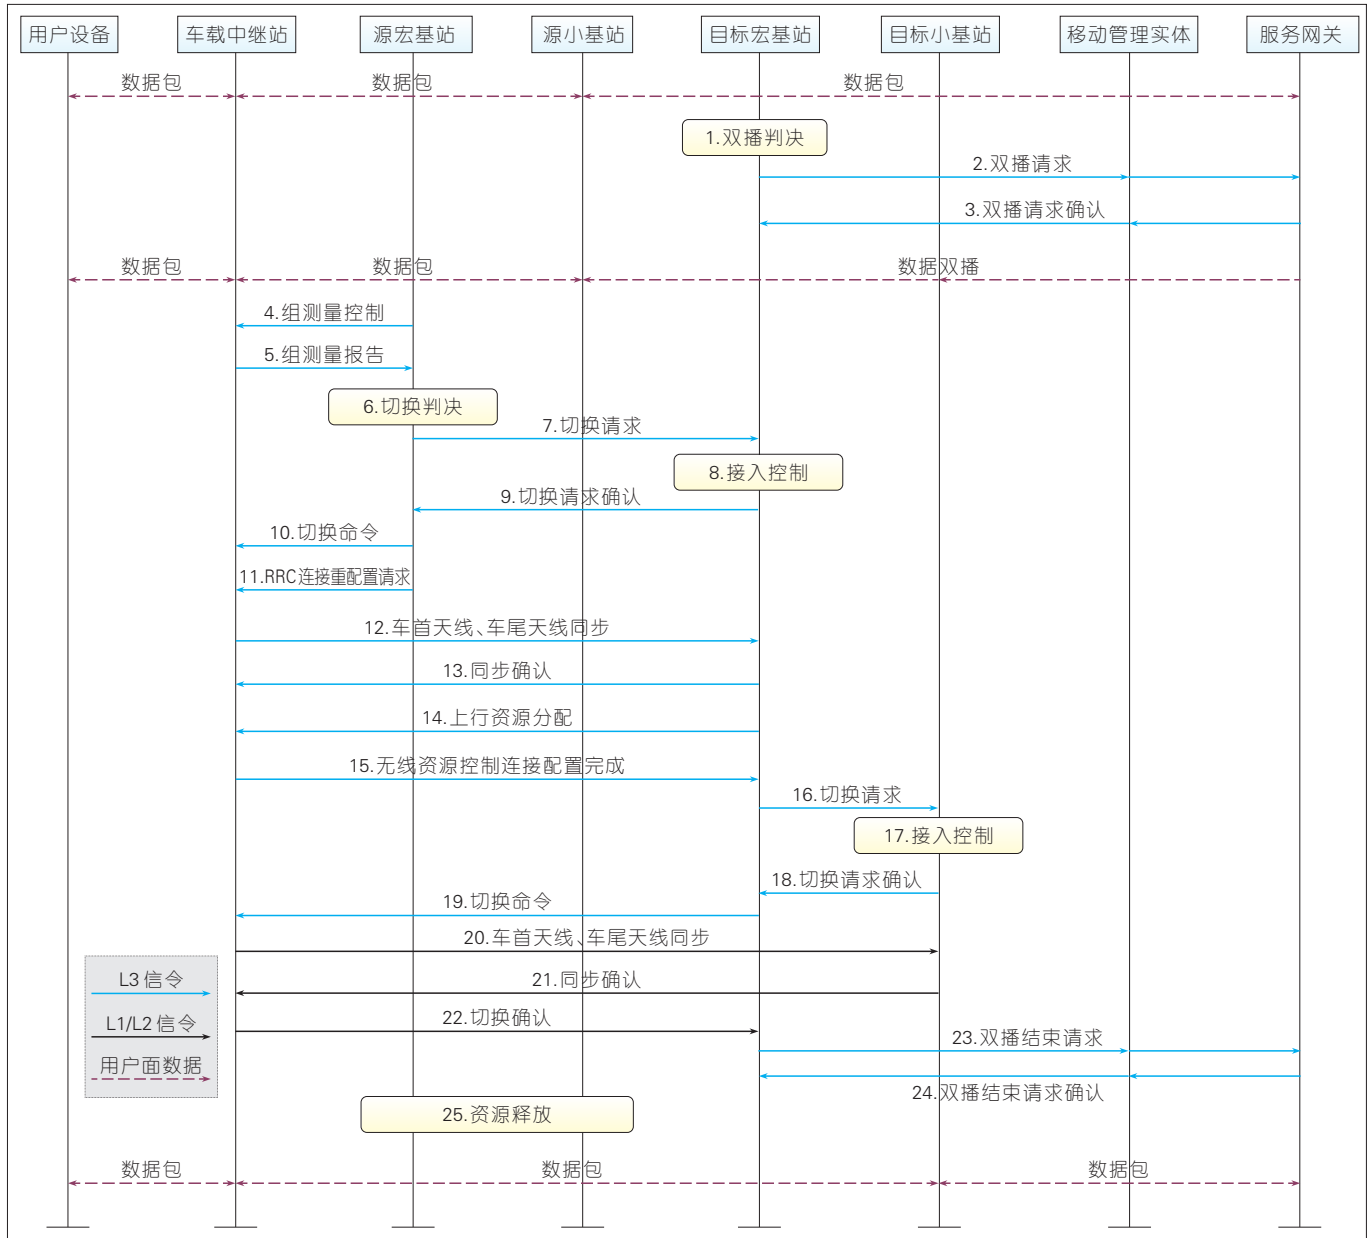 用户设备
车载中继站
源宏基站
源小基站
目标宏基站
目标小基站
移动管理实体
服务网关
数据包
数据包
数据包
1.双播判决
2.双播请求
3.双播请求确认
数据包
数据包
数据双播
4.组测量控制
5.组测量报告
6.切换判决
7.切换请求
8.接入控制
9.切换请求确认
10.切换命令
11.RRC连接重配置请求
12.车首天线、车尾天线同步
13.同步确认
14.上行资源分配
15.无线资源控制连接配置完成
16.切换请求
17.接入控制
18.切换请求确认
19.切换命令
20.车首天线、车尾天线同步
L3信令
21.同步确认
L1/L2信令
22.切换确认
23.双播结束请求
用户面数据
24.双播结束请求确认
25.资源释放
数据包
数据包
数据包